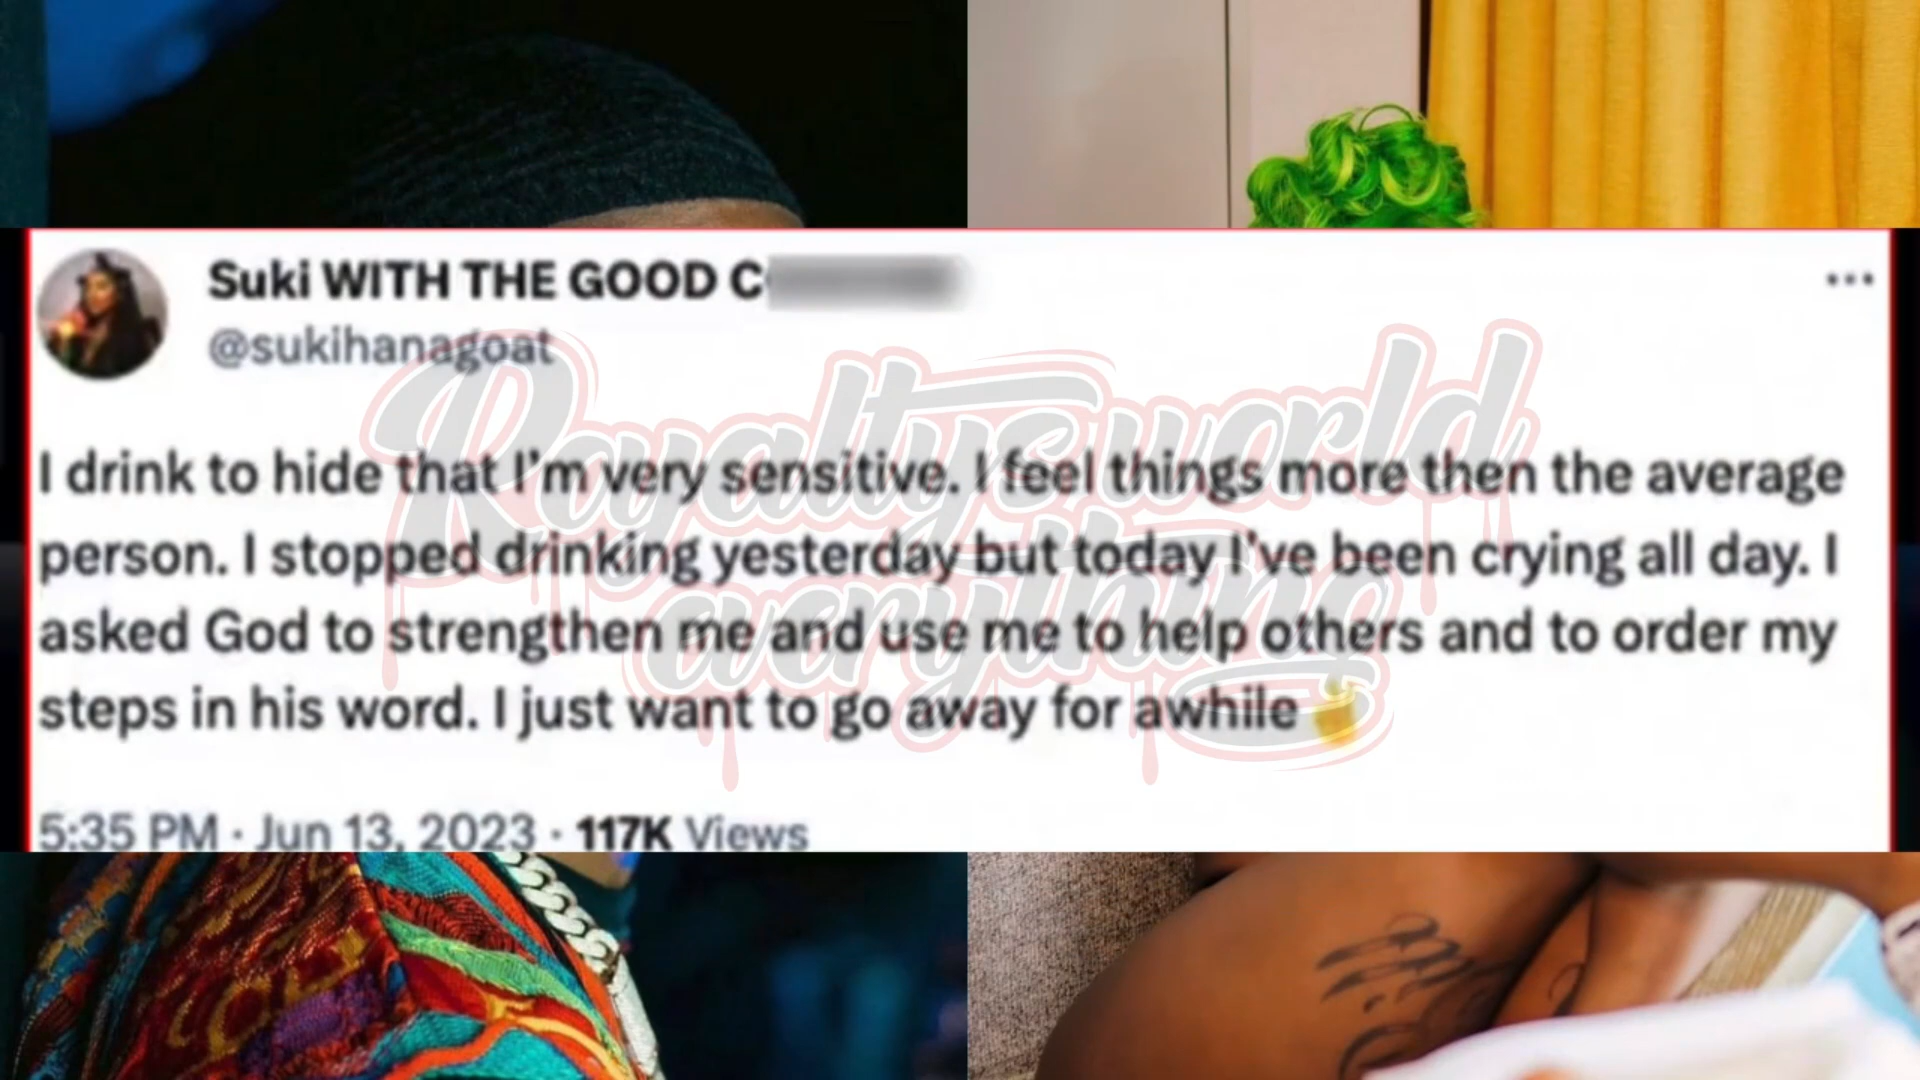 Suki WITH THE GOOD C
@sukihanagoat
I drink to hide that I'm very sensitive. I feel things more then the average
person. I stopped drinking yesterday but today I've been crying all day. I
asked God to strengthen me and use me to help others and to order my
steps in his word. I just want to go away for awhile
5:35 PM · Jun 13, 2023 · 117K Views
Royaltysworld
averything